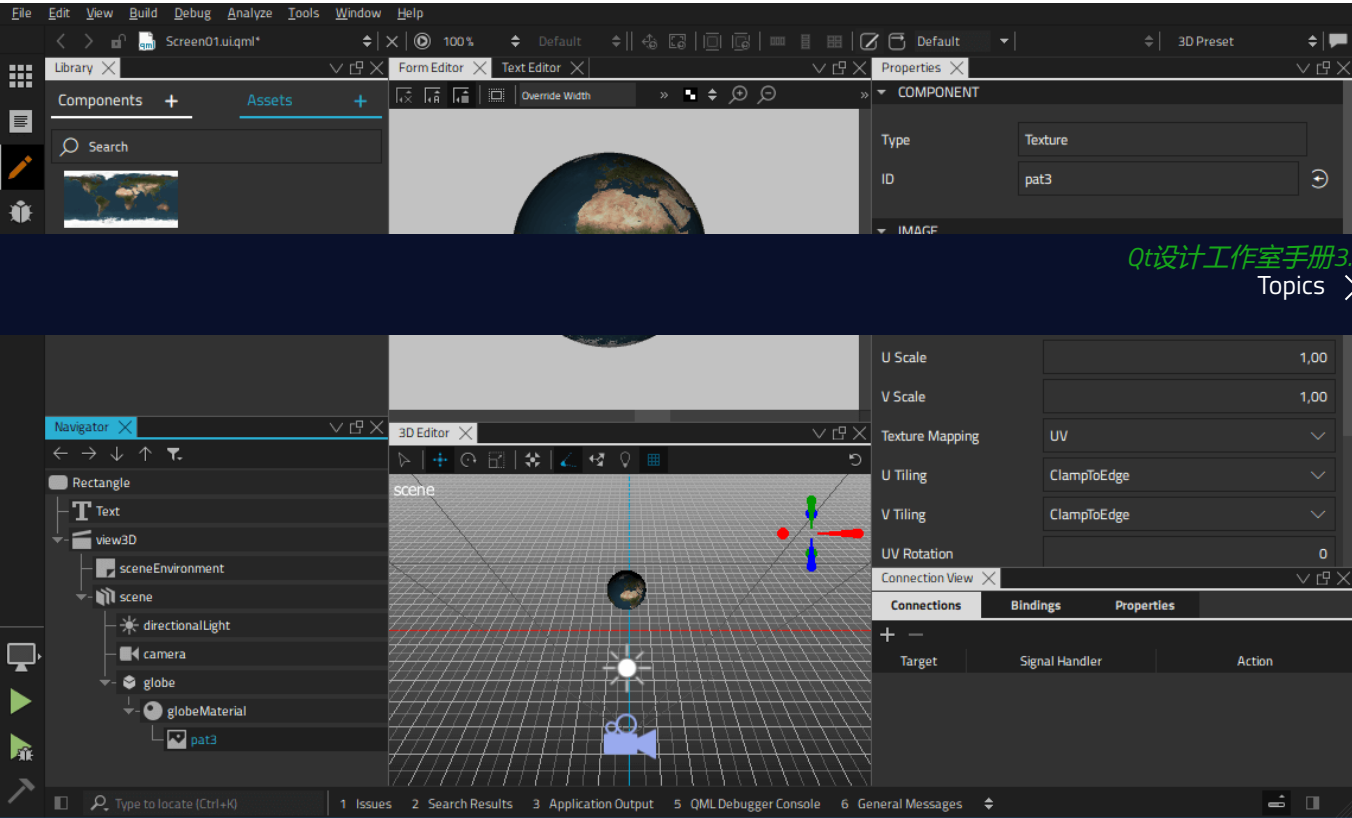 File Edit View Build Debug Analyze Tools Window Help
Screen01.ui.qml* 100% Default Default 3D Preset
Library Form Editor Text Editor Properties
Components + Assets + Override Width » » COMPONENT
Search
Type Texture
ID pat3
IMAGE
Qt设计工作室手册3.
Topics
U Scale 1,00
V Scale 1,00
Texture Mapping UV
U Tiling ClampToEdge
V Tiling ClampToEdge
UV Rotation 0
Navigator
Rectangle
Text
view3D
sceneEnvironment
scene
directionalLight
camera
globe
globeMaterial
pat3
3D Editor
scene
Connection View
Connections Bindings Properties
Target Signal Handler Action
Type to locate (Ctrl+K) 1 Issues 2 Search Results 3 Application Output 5 QML Debugger Console 6 General Messages